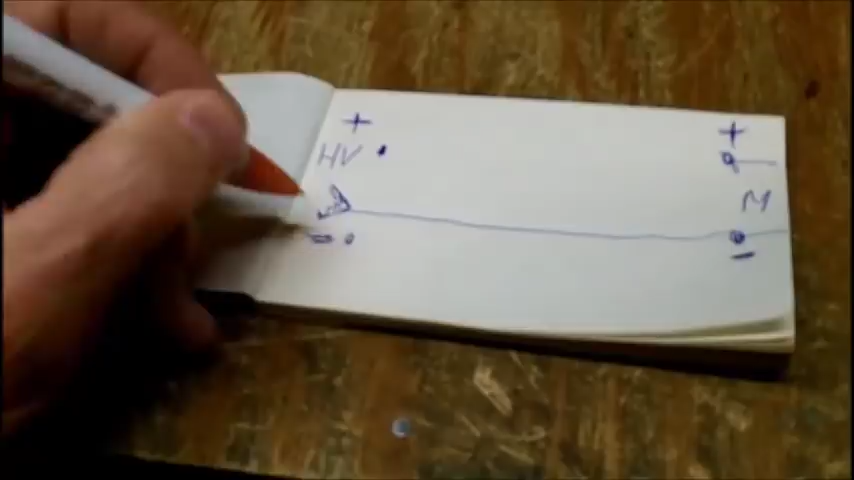 + +
HV
M
= -